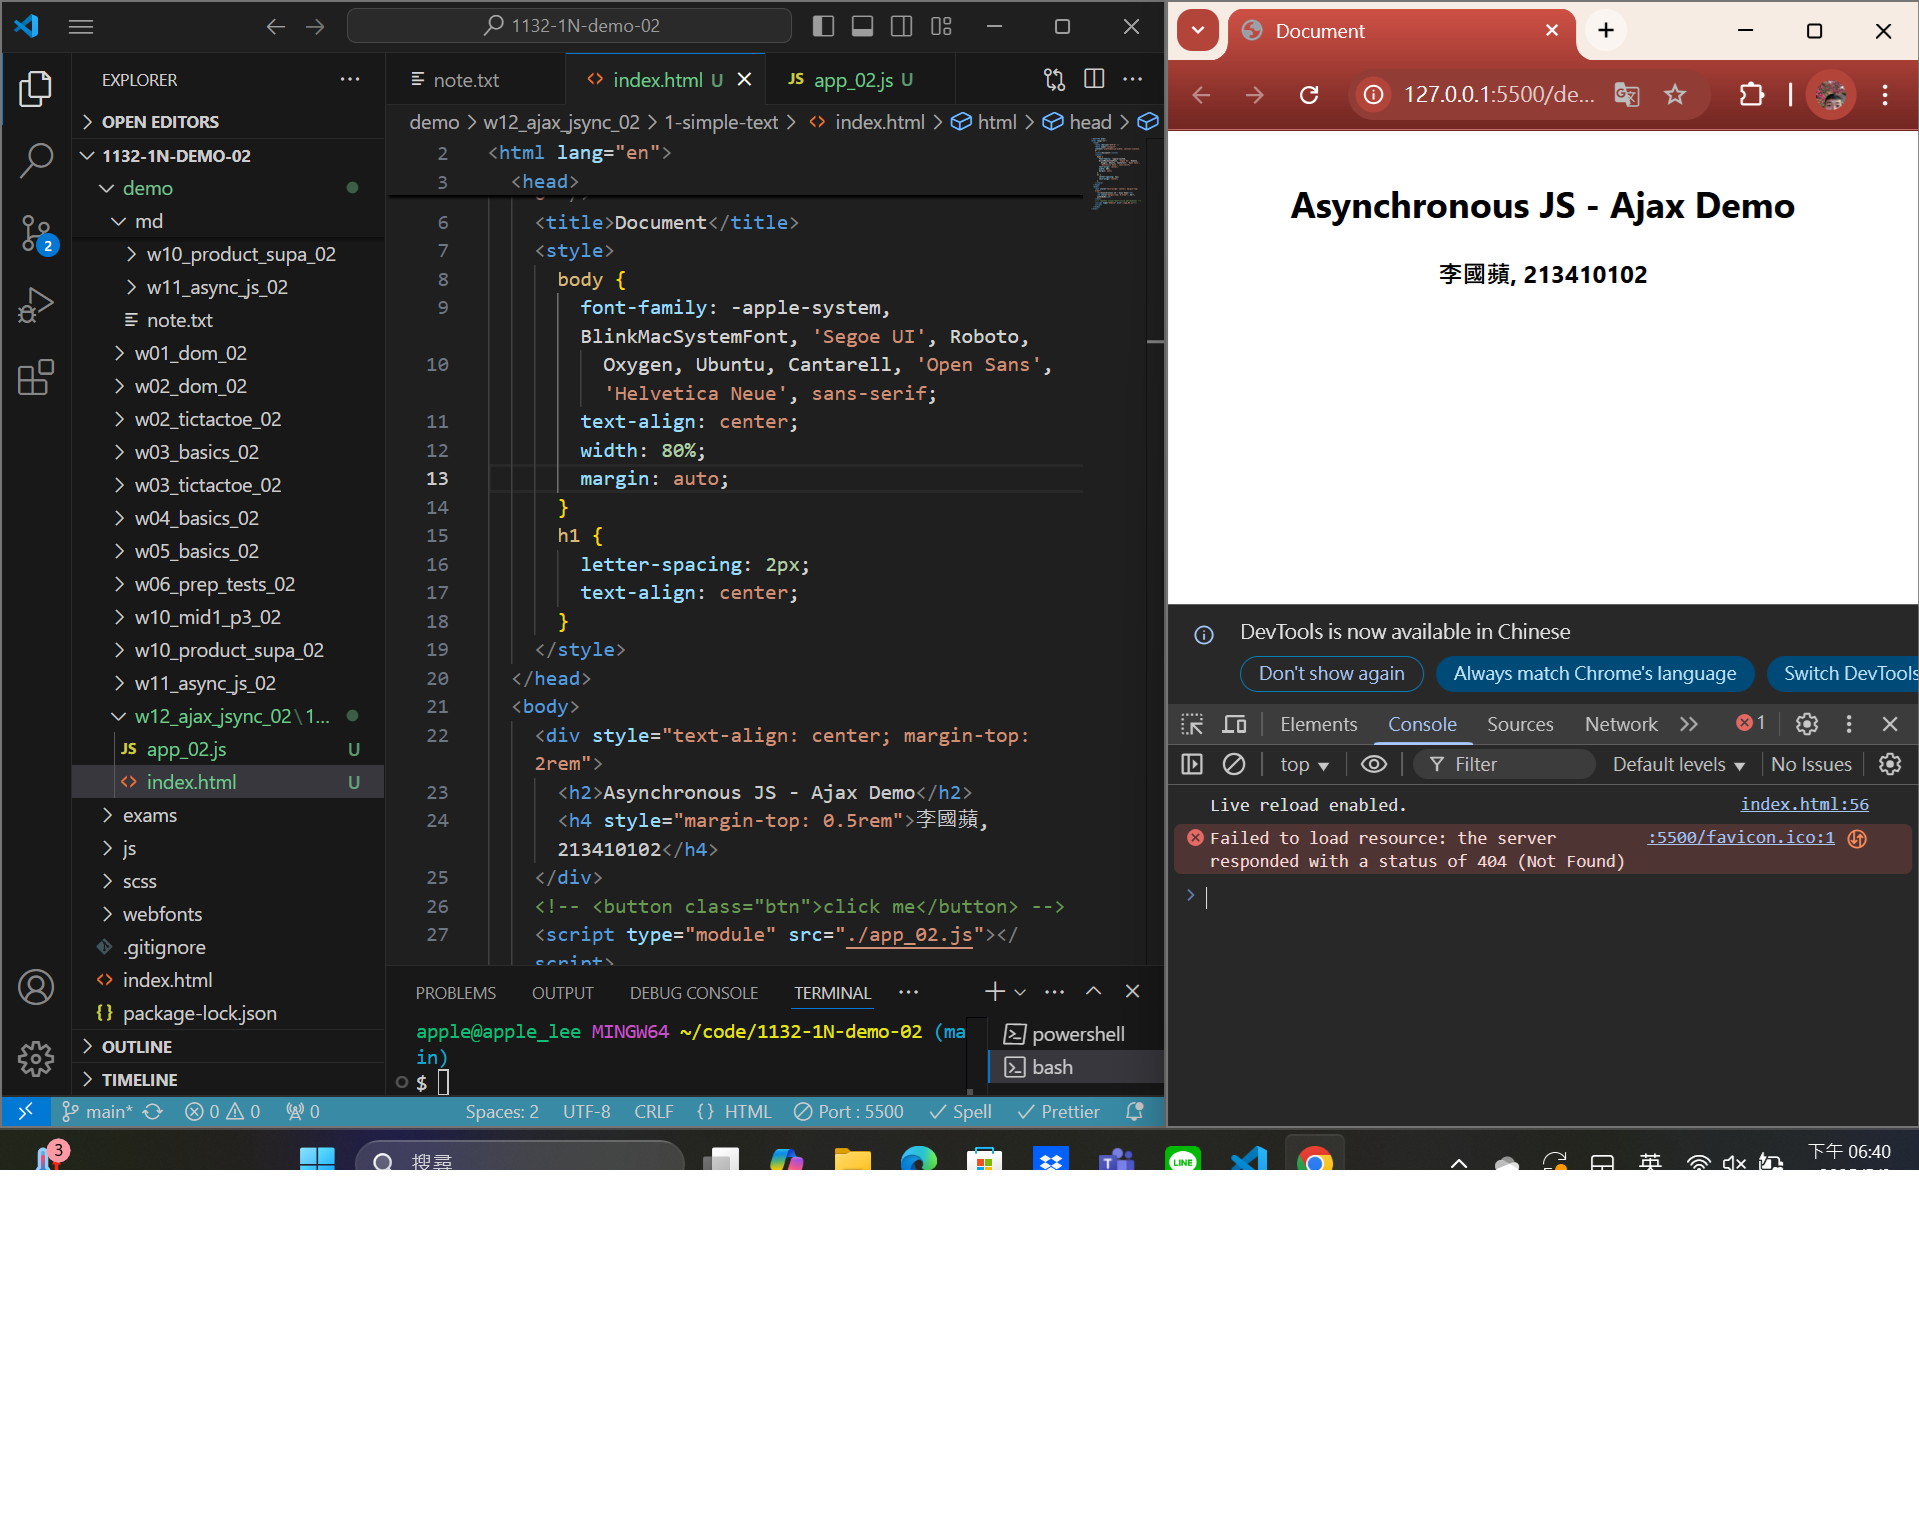 1132-1N-demo-02
EXPLORER
OPEN EDITORS
1132-1N-DEMO-02
demo
md
w10_product_supa_02
w11_async_js_02
note.txt
w01_dom_02
w02_dom_02
w02_tictactoe_02
w03_basics_02
w03_tictactoe_02
w04_basics_02
w05_basics_02
w06_prep_tests_02
w10_mid1_p3_02
w10_product_supa_02
w11_async_js_02
w12_ajax_jsync_02\1...
JS app_02.js U
<> index.html U
exams
js
scss
webfonts
.gitignore
<> index.html
{} package-lock.json
OUTLINE
TIMELINE
2
note.txt
<> index.html U
JS app_02.js U
demo > w12_ajax_jsync_02 > 1-simple-text > <> index.html > html > head >
2 <html lang="en">
3 <head>
6 <title>Document</title>
7 <style>
8 body {
9 font-family: -apple-system,
BlinkMacSystemFont, 'Segoe UI', Roboto,
10 Oxygen, Ubuntu, Cantarell, 'Open Sans',
'Helvetica Neue', sans-serif;
11 text-align: center;
12 width: 80%;
13 margin: auto;
14 }
15 h1 {
16 letter-spacing: 2px;
17 text-align: center;
18 }
19 </style>
20 </head>
21 <body>
22 <div style="text-align: center; margin-top:
2rem">
23 <h2>Asynchronous JS - Ajax Demo</h2>
24 <h4 style="margin-top: 0.5rem">李國蘋,
213410102</h4>
25 </div>
26 <!-- <button class="btn">click me</button> -->
27 <script type="module" src="./app_02.js"></
script>
PROBLEMS OUTPUT DEBUG CONSOLE TERMINAL
apple@apple_lee MINGW64 ~/code/1132-1N-demo-02 (ma
in)
$
powershell
bash
main* 0 0 0 Spaces: 2 UTF-8 CRLF {} HTML Port : 5500 Spell Prettier
Document
127.0.0.1:5500/de...
Asynchronous JS - Ajax Demo
李國蘋, 213410102
DevTools is now available in Chinese
Don't show again Always match Chrome's language Switch DevTools
Elements Console Sources Network 1
top Filter Default levels No Issues
Live reload enabled. index.html:56
Failed to load resource: the server :5500/favicon.ico:1
responded with a status of 404 (Not Found)
3
搜尋
LINE
英
下午 06:40